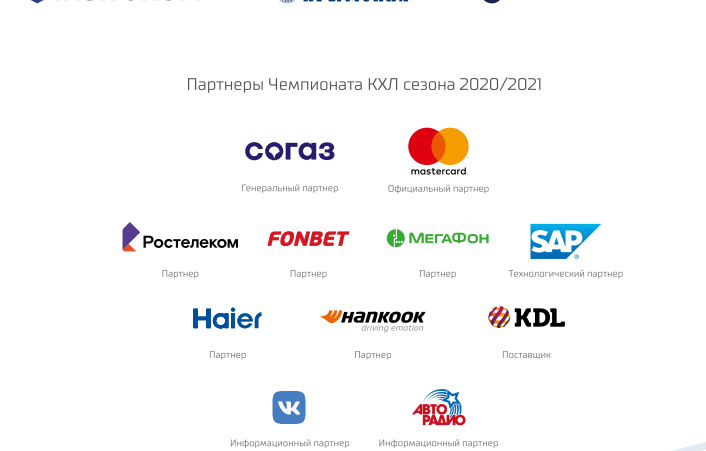 Партнеры Чемпионата КХЛ сезона 2020/2021
согаз
mastercard.
Генеральный партнер
Официальный партнер
Ростелеком
FONBET
МЕГАФОН
SAP
Партнер
Партнер
Партнер
Технологический партнер
Haier
HANKOOK
driving emotion
KDL
Партнер
Партнер
Поставщик
АВТО
РАДИО
Информационный партнер
Информационный партнер